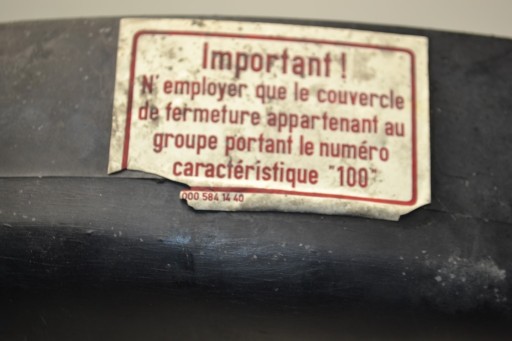 Important !
N' employer que le couvercle
de fermeture appartenant au
groupe portant le numéro
caractéristique "100"
000 584 14 40